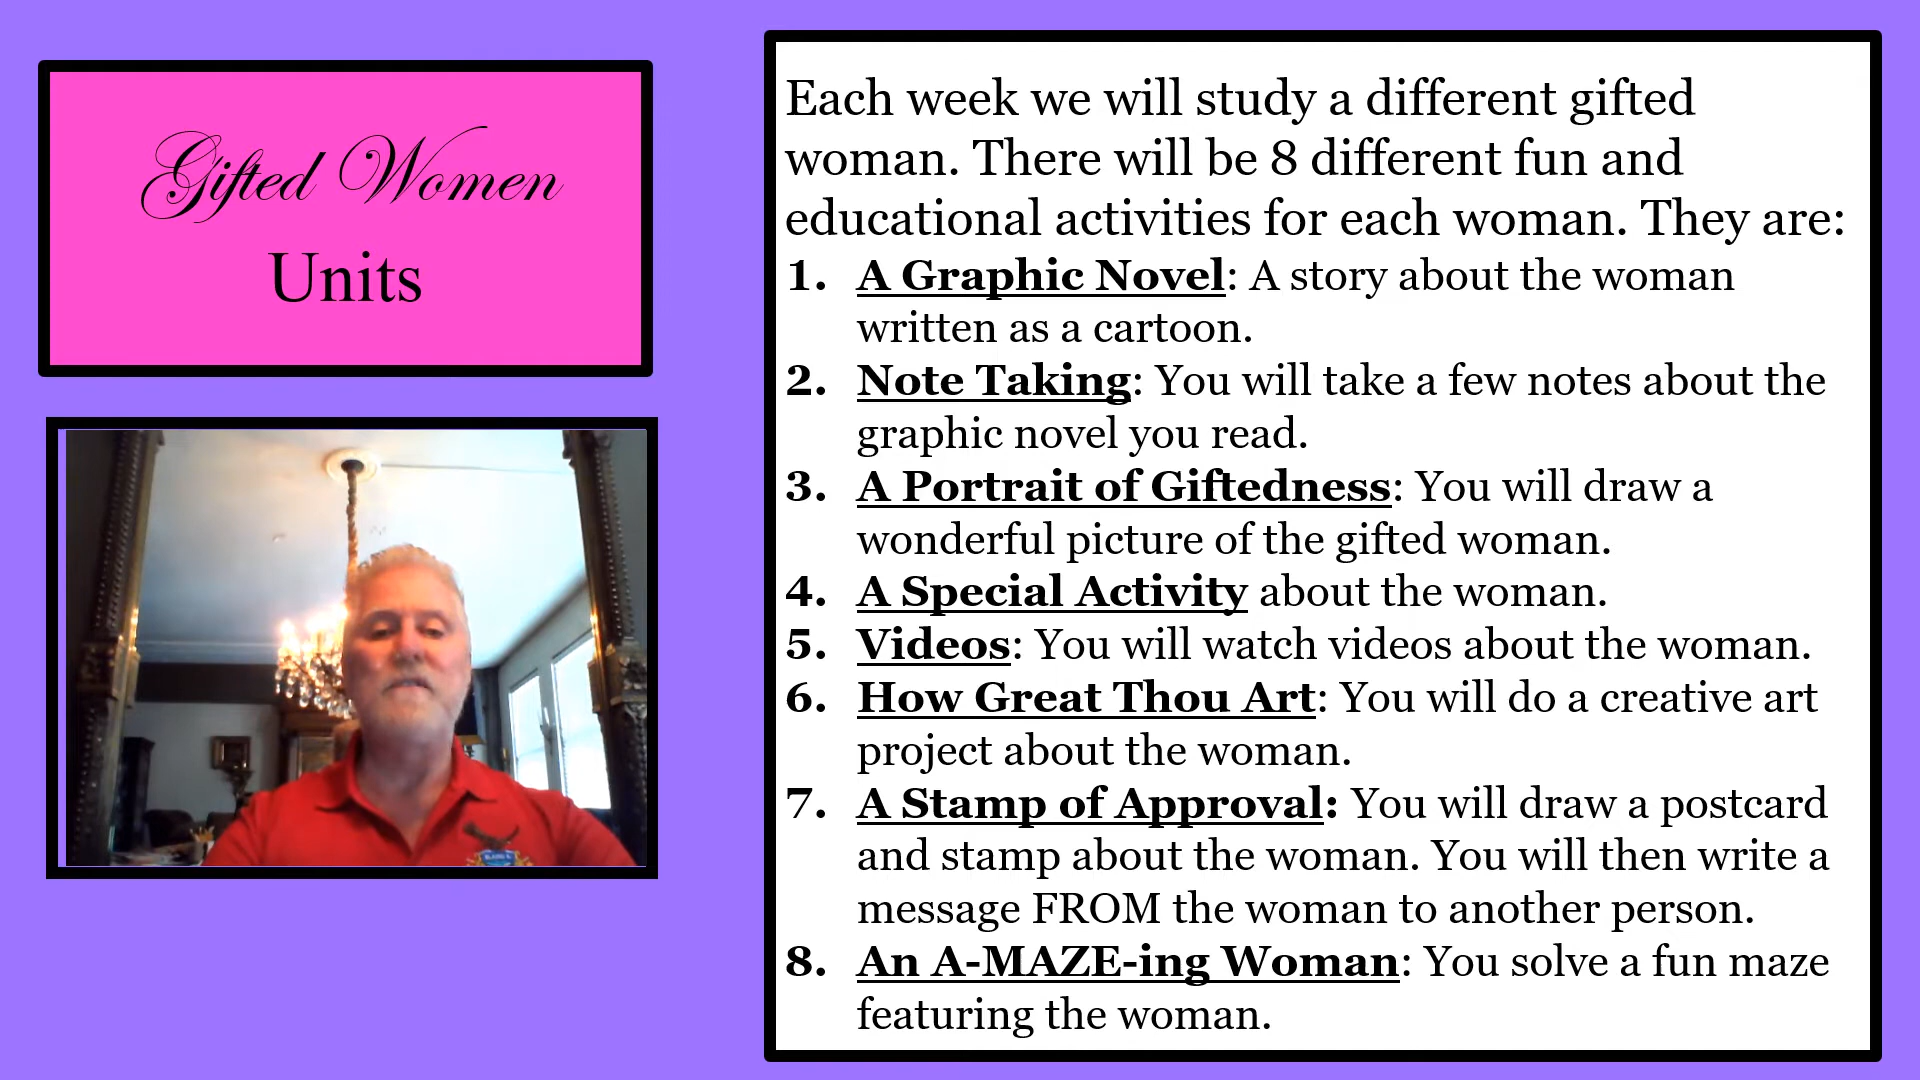 Gifted Women
Units
Each week we will study a different gifted
woman. There will be 8 different fun and
educational activities for each woman. They are:
1. A Graphic Novel: A story about the woman
written as a cartoon.
2. Note Taking: You will take a few notes about the
graphic novel you read.
3. A Portrait of Giftedness: You will draw a
wonderful picture of the gifted woman.
4. A Special Activity about the woman.
5. Videos: You will watch videos about the woman.
6. How Great Thou Art: You will do a creative art
project about the woman.
7. A Stamp of Approval: You will draw a postcard
and stamp about the woman. You will then write a
message FROM the woman to another person.
8. An A-MAZE-ing Woman: You solve a fun maze
featuring the woman.